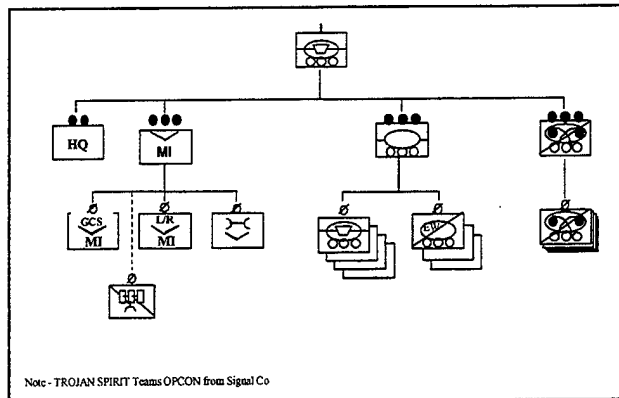 HQ
MI
GCS
MI
L/R
MI
EW
Note - TROJAN SPIRIT Teams OPCON from Signal Co